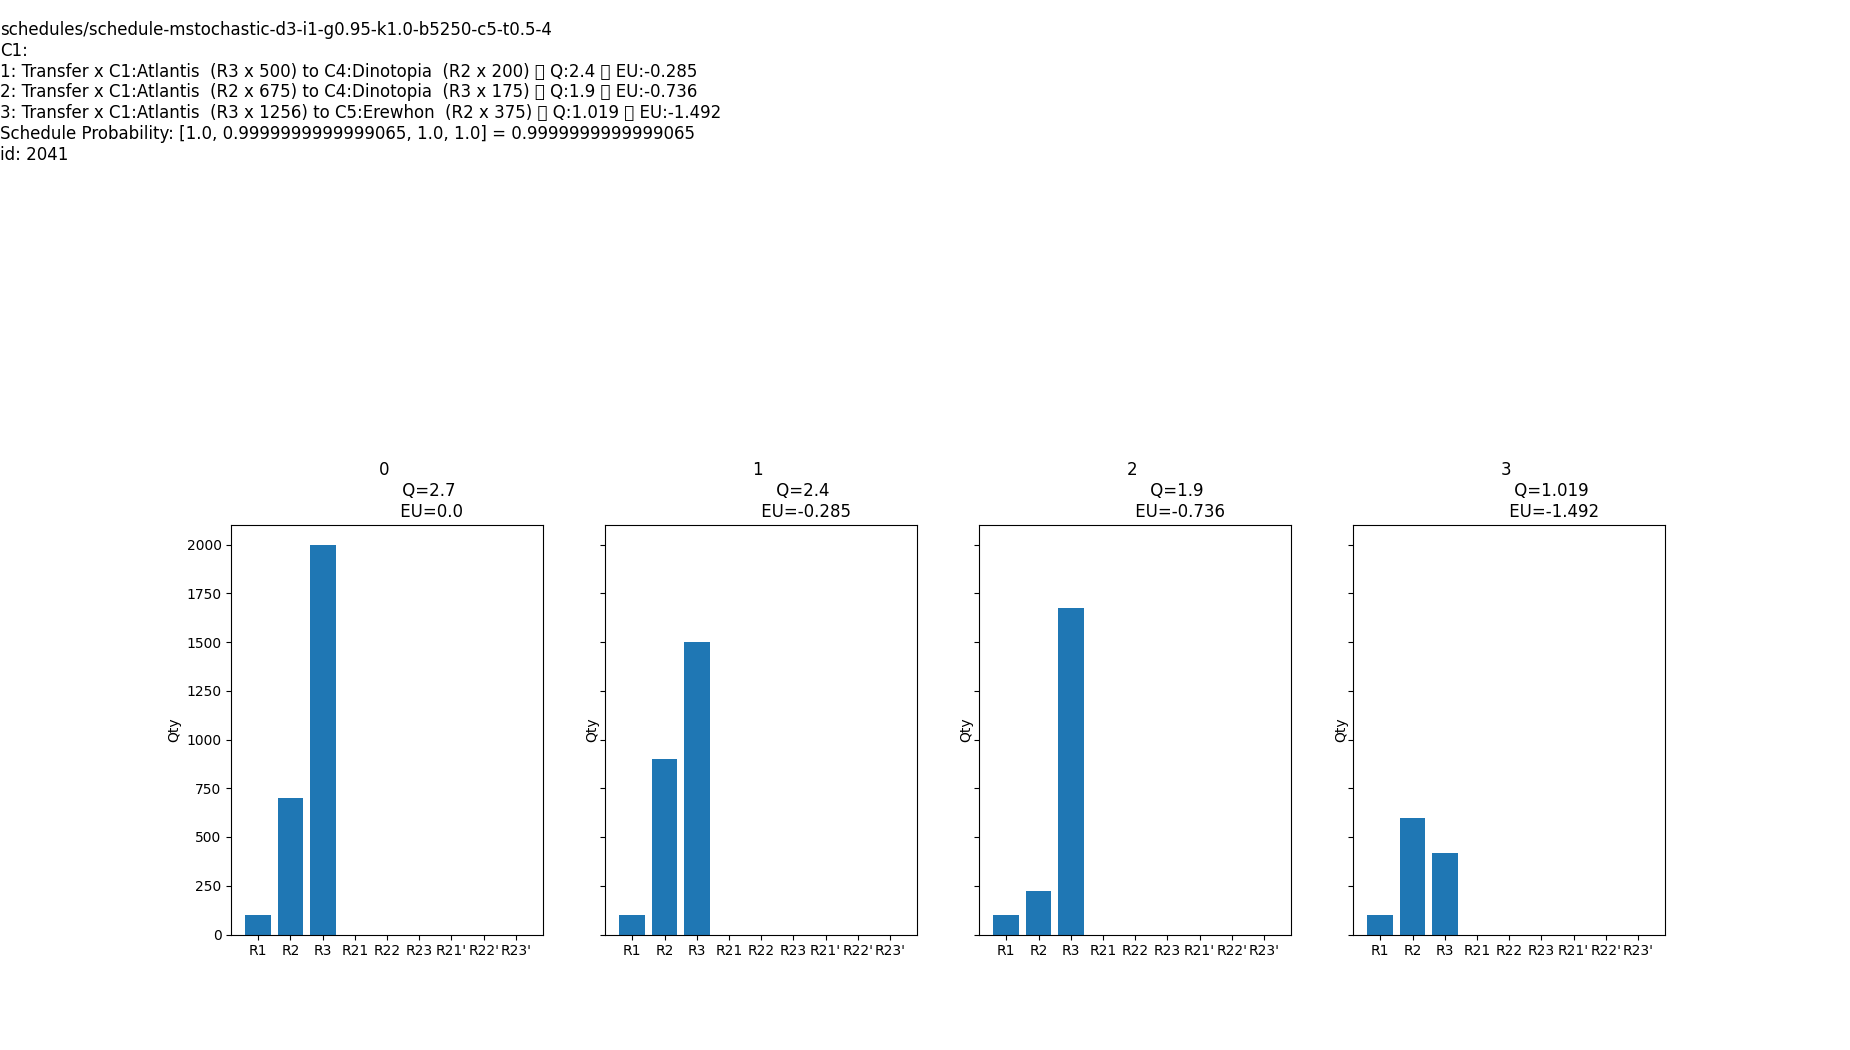 schedules/schedule-mstochastic-d3-i1-g0.95-k1.0-b5250-c5-t0.5-4
C1:
1: Transfer x C1:Atlantis  (R3 x 500) to C4:Dinotopia  (R2 x 200) ▯ Q:2.4 ▯ EU:-0.285
2: Transfer x C1:Atlantis  (R2 x 675) to C4:Dinotopia  (R3 x 175) ▯ Q:1.9 ▯ EU:-0.736
3: Transfer x C1:Atlantis  (R3 x 1256) to C5:Erewhon  (R2 x 375) ▯ Q:1.019 ▯ EU:-1.492
Schedule Probability: [1.0, 0.9999999999999065, 1.0, 1.0] = 0.9999999999999065
id: 2041
0
Q=2.7
EU=0.0
Qty
2000
1750
1500
1250
1000
750
500
250
0
R1 R2 R3 R21 R22 R23 R21' R22' R23'
1
Q=2.4
EU=-0.285
Qty
R1 R2 R3 R21 R22 R23 R21' R22' R23'
2
Q=1.9
EU=-0.736
Qty
R1 R2 R3 R21 R22 R23 R21' R22' R23'
3
Q=1.019
EU=-1.492
Qty
R1 R2 R3 R21 R22 R23 R21' R22' R23'